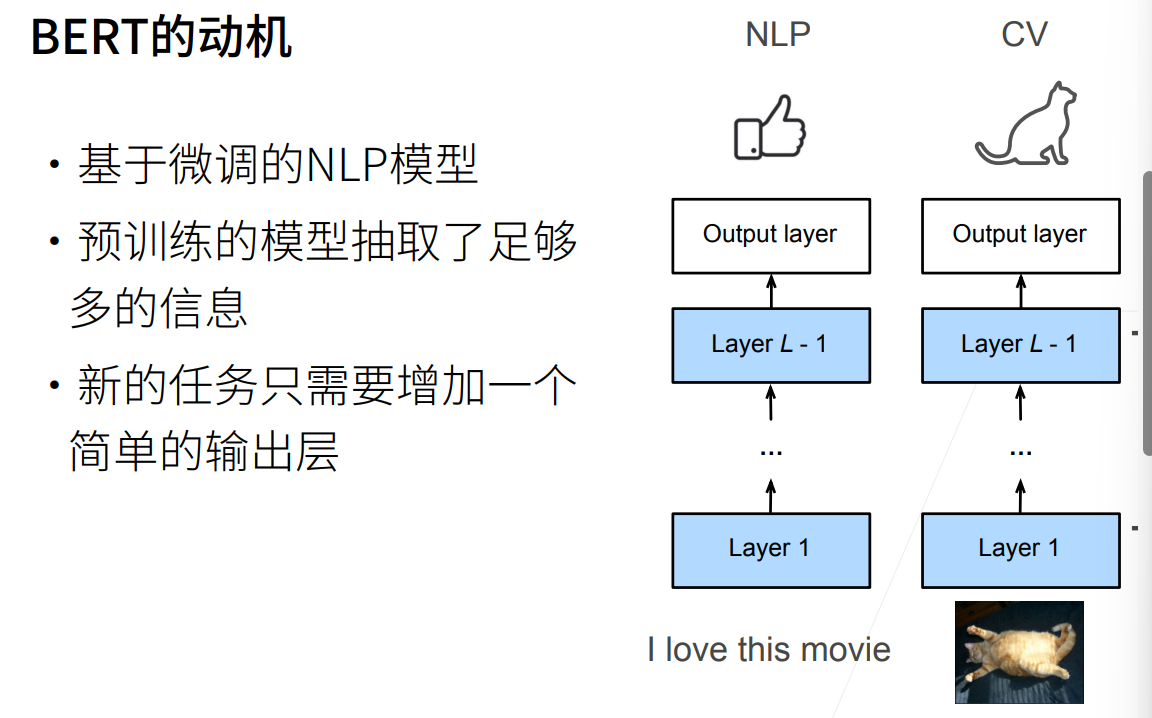 BERT的动机
• 基于微调的NLP模型
• 预训练的模型抽取了足够
多的信息
• 新的任务只需要增加一个
简单的输出层
NLP
CV
Output layer
Output layer
Layer L - 1
Layer L - 1
...
...
Layer 1
Layer 1
I love this movie